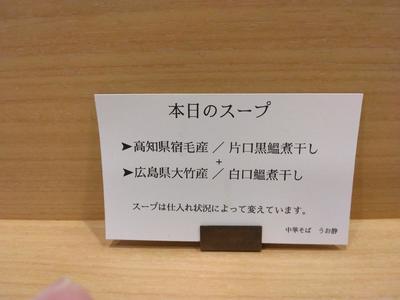 本日のスープ
➤高知県宿毛産 ／ 片口黒鰮煮干し
+
➤広島県大竹産 ／ 白口鰮煮干し
スープは仕入れ状況によって変えています。
中華そば　うお静